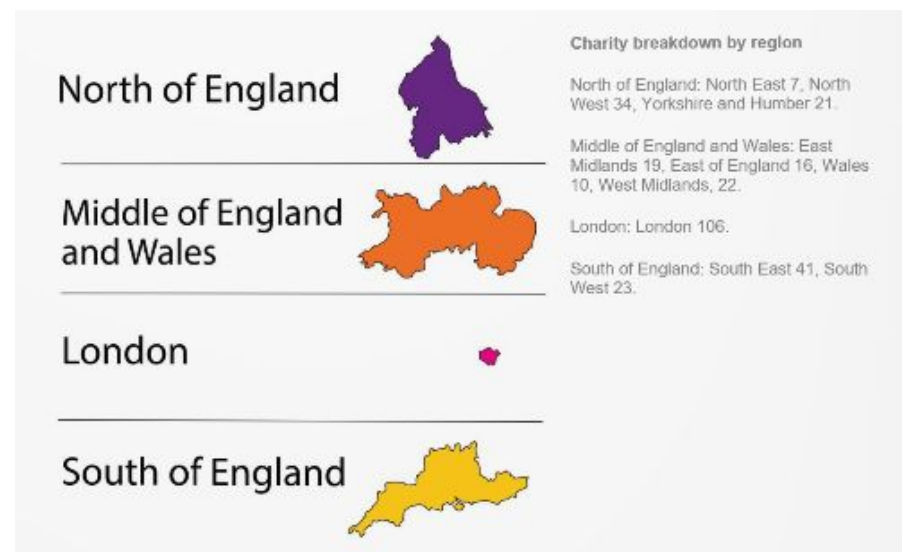 North of England
Middle of England
and Wales
London
South of England
Charity breakdown by region
North of England: North East 7, North
West 34, Yorkshire and Humber 21.
Middle of England and Wales: East
Midlands 19, East of England 16, Wales
10, West Midlands, 22.
London: London 106.
South of England: South East 41, South
West 23.